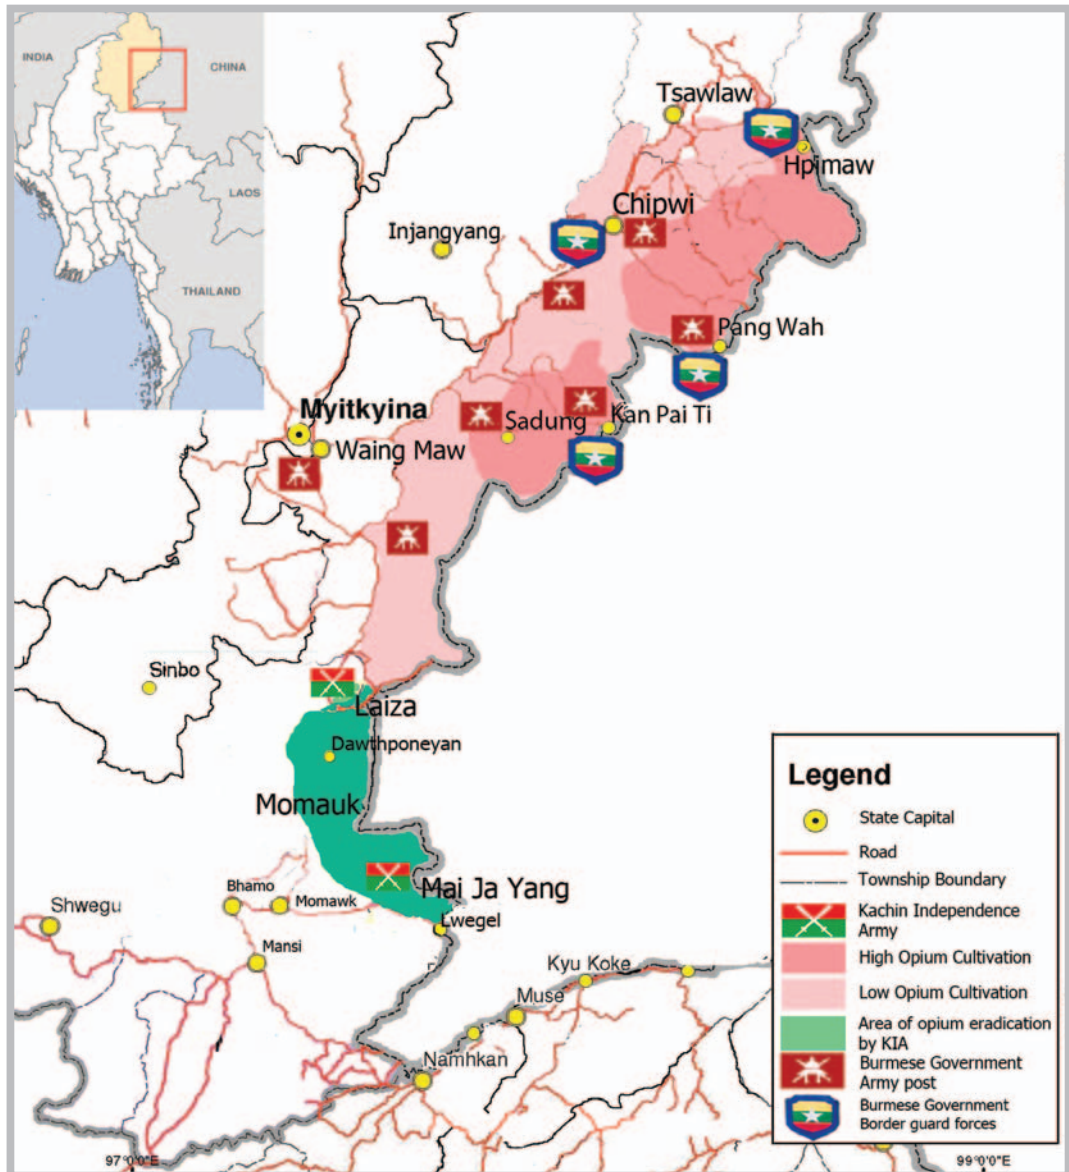 INDIA
CHINA
LAOS
THAILAND
Tsawlaw
Hpimaw
Chipwi
Injangyang
Pang Wah
Myitkyina
Sadung
Kan Pai Ti
Waing Maw
Sinbo
Laiza
Dawthponeyan
Momauk
Mai Ja Yang
Bhamo
Momawk
Shwegu
Lwegel
Mansi
Kyu Koke
Muse
Namhkan
Legend
State Capital
Road
Township Boundary
Kachin Independence
Army
High Opium Cultivation
Low Opium Cultivation
Area of opium eradication
by KIA
Burmese Government
Army post
Burmese Government
Border guard forces
97°0'0"E
99°0'0"E